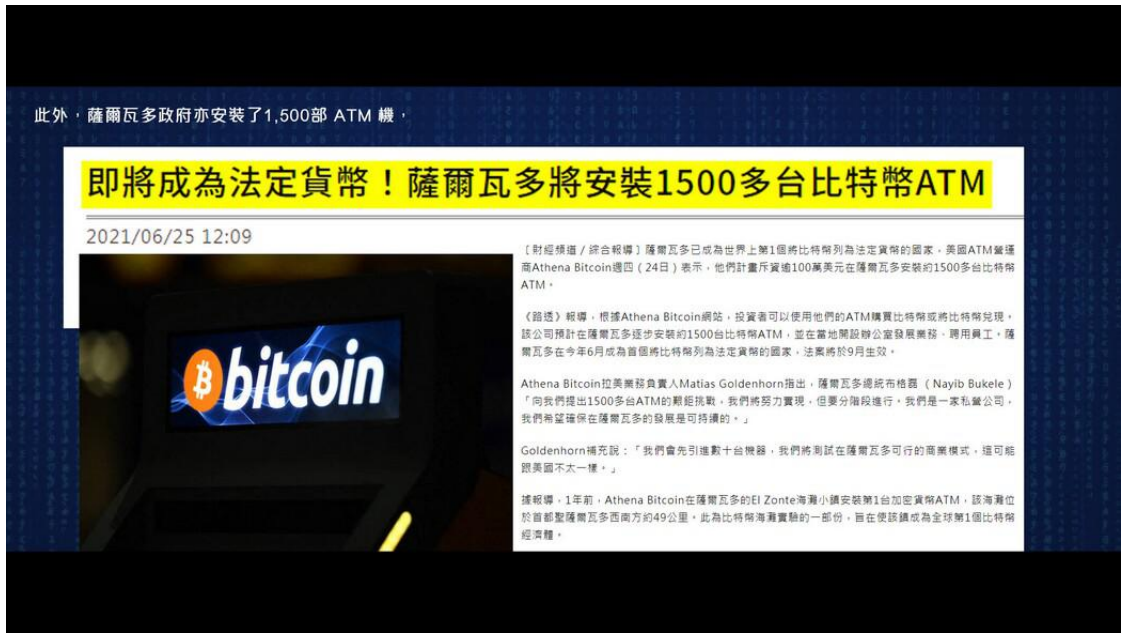 此外，薩爾瓦多政府亦安裝了1,500部 ATM 機，
即將成為法定貨幣！薩爾瓦多將安裝1500多台比特幣ATM
2021/06/25 12:09
bitcoin
〔財經頻道／綜合報導〕薩爾瓦多已成為世界上第1個將比特幣列為法定貨幣的國家，美國ATM營運
商Athena Bitcoin週四（24日）表示，他們計畫斥資逾100萬美元在薩爾瓦多安裝約1500多台比特幣
ATM。
《路透》報導，根據Athena Bitcoin網站，投資者可以使用他們的ATM購買比特幣或將比特幣兌現。
該公司預計在薩爾瓦多逐步安裝約1500台比特幣ATM，並在當地開設辦公室發展業務、聘用員工。薩
爾瓦多在今年6月成為首個將比特幣列為法定貨幣的國家，法案將於9月生效。
Athena Bitcoin拉美業務負責人Matias Goldenhorn指出，薩爾瓦多總統布格磊（Nayib Bukele）
「向我們提出1500多台ATM的艱鉅挑戰，我們將努力實現，但要分階段進行。我們是一家私營公司，
我們希望確保在薩爾瓦多的發展是可持續的。」
Goldenhorn補充說：「我們會先引進數十台機器，我們將測試在薩爾瓦多可行的商業模式，這可能
跟美國不太一樣。」
據報導，1年前，Athena Bitcoin在薩爾瓦多的El Zonte海灘小鎮安裝第1台加密貨幣ATM，該海灘位
於首都聖薩爾瓦多西南方約49公里。此為比特幣海灘實驗的一部份，旨在使該鎮成為全球第1個比特幣
經濟體。